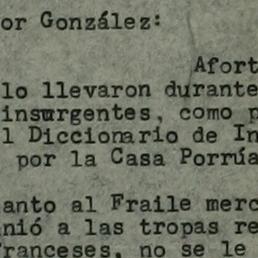 or González:
Afort
lo llevaron durante
insurgentes, como n
l Diccionario de In
por la Casa Porrúa
anto al Fraile merc
nió a las tropas re
franceses, no se le